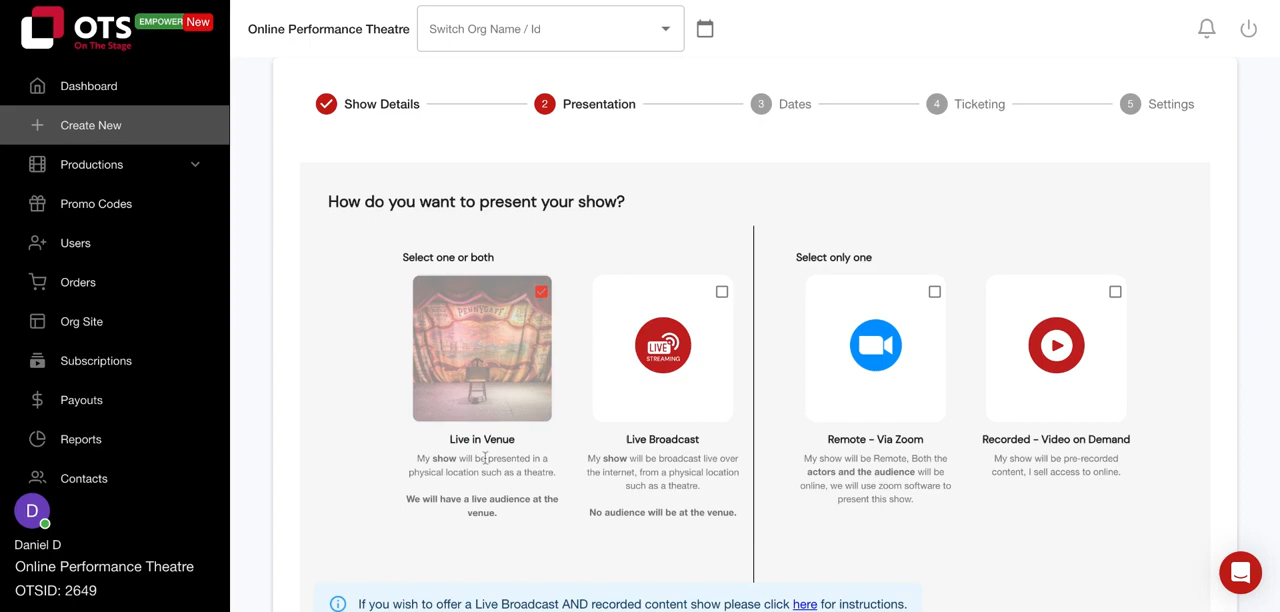 OTS
On The Stage
EMPOWER New
Dashboard
Create New
Productions
Promo Codes
Users
Orders
Org Site
Subscriptions
Payouts
Reports
Contacts
D
Daniel D
Online Performance Theatre
OTSID: 2649
Online Performance Theatre
Switch Org Name / Id
Show Details
2 Presentation
3 Dates
4 Ticketing
5 Settings
How do you want to present your show?
Select one or both
PENNYGAFF
Live in Venue
My show will be presented in a
physical location such as a theatre.
We will have a live audience at the
venue.
LIVE
STREAMING
Live Broadcast
My show will be broadcast live over
the internet, from a physical location
such as a theatre.
No audience will be at the venue.
Select only one
Remote - Via Zoom
My show will be Remote, Both the
actors and the audience will be
online, we will use zoom software to
present this show.
Recorded - Video on Demand
My show will be pre-recorded
content, I sell access to online.
If you wish to offer a Live Broadcast AND recorded content show please click here for instructions.